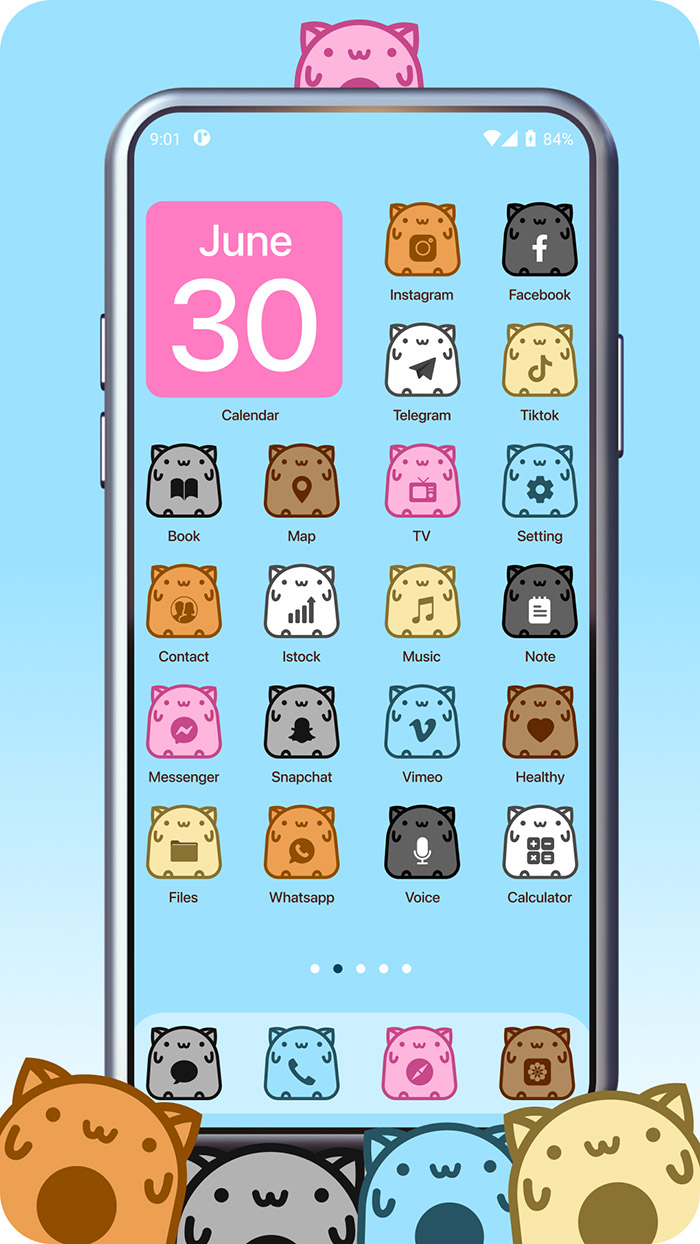 9:01
84%
June
30
Calendar
Instagram
Facebook
Telegram
Tiktok
Book
Map
TV
Setting
Contact
Istock
Music
Note
Messenger
Snapchat
Vimeo
Healthy
Files
Whatsapp
Voice
Calculator